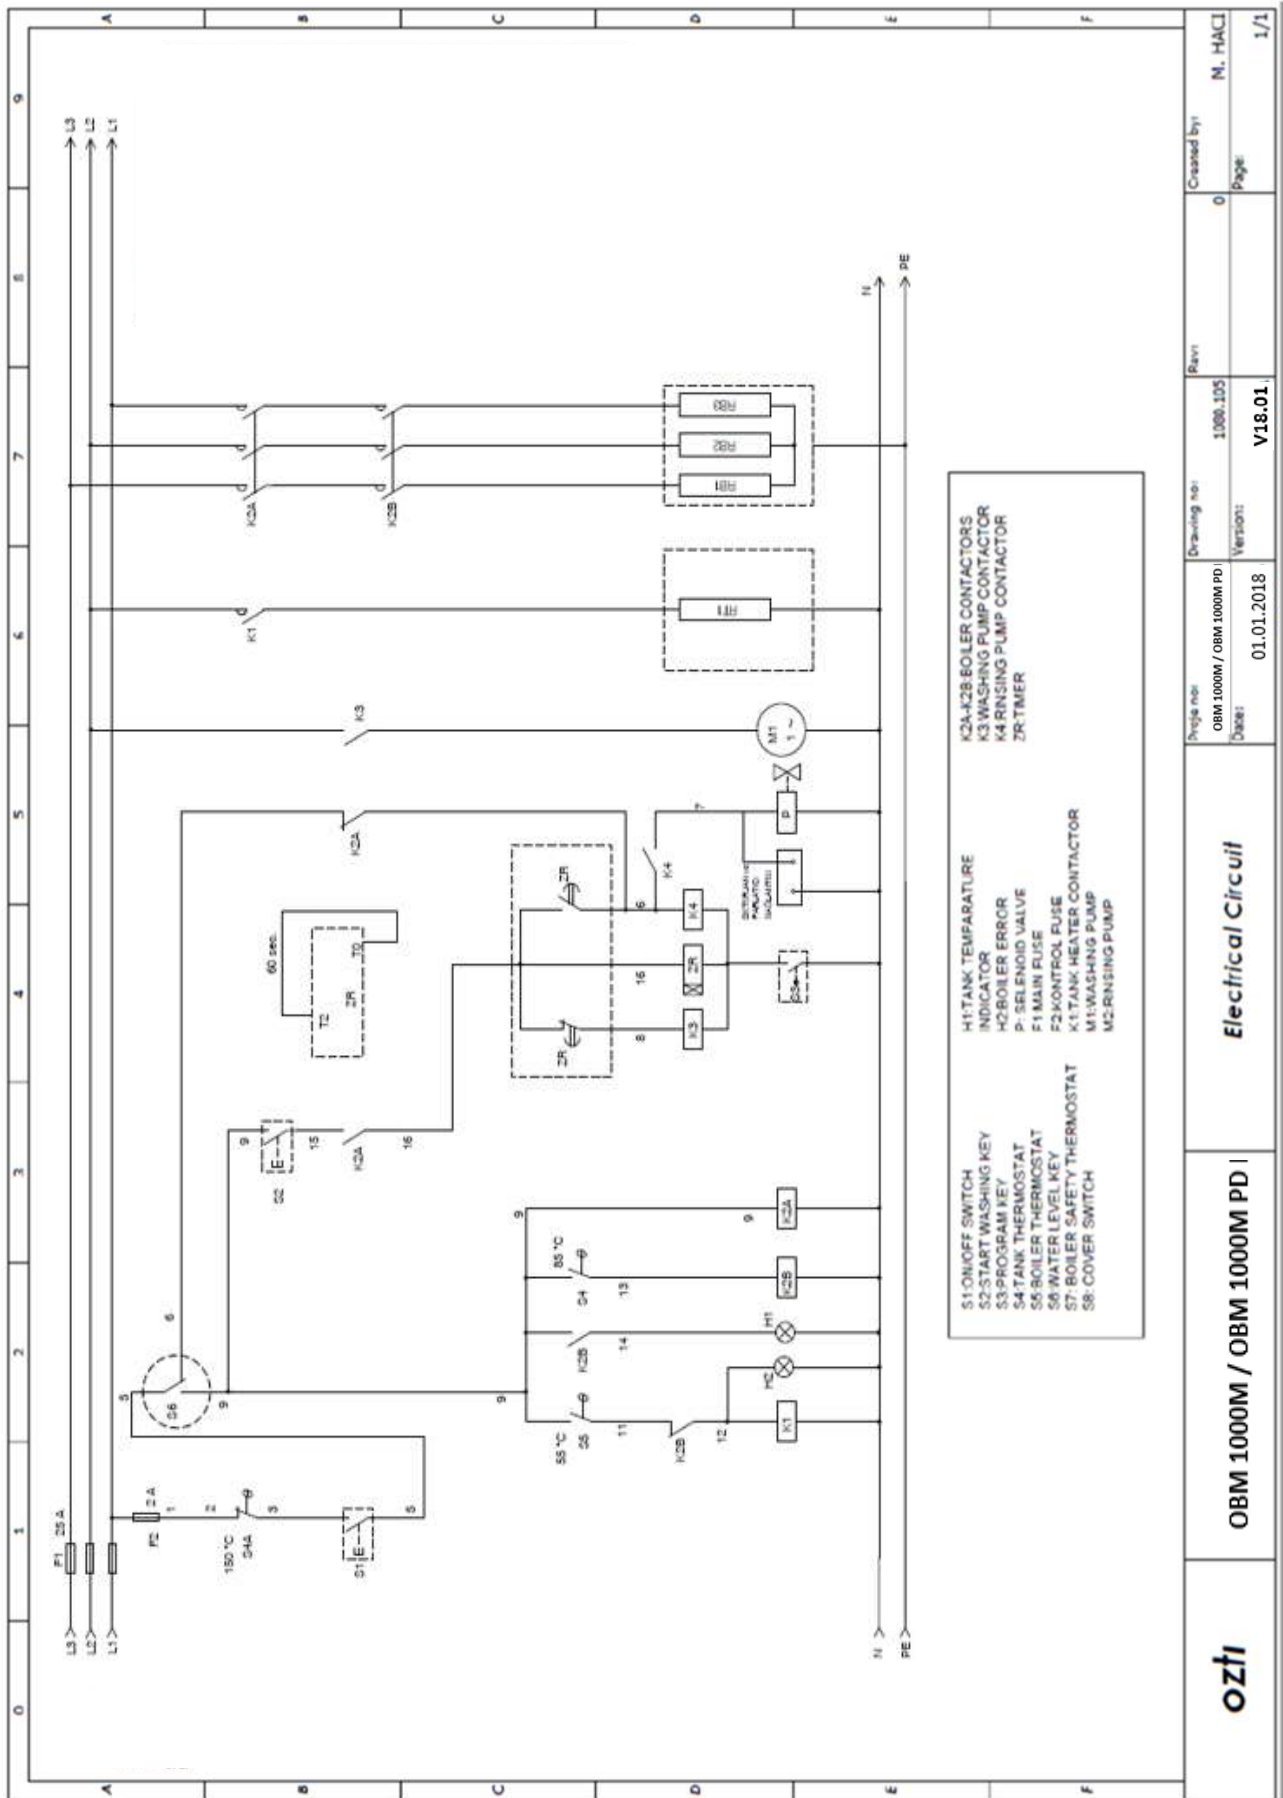 0 1 2 3 4 5 6 7 8 9
A
B
C
D
E
F
L3
L2
L1
F1 25 A
F2
2 A
1
2
150 °C
S4A
3
S1
E
5
5
S6
6
9
9
9
S2
E
15
K2A
16
60 sec.
T2
ZR
T0
K2A
K3
K1
K2A
K2B
L3
L2
L1
55 °C
S5
11
K2B
12
K1
H2
K2B
14
H1
85 °C
S4
13
K2B
9
9
K2A
ZR
ZR
8
16
6
K3
ZR
K4
K4
7
P
M1
1 ~
RT1
RB1
RB2
RB3
N
PE
N
PE
S1:ON/OFF SWITCH
S2:START WASHING KEY
S3:PROGRAM KEY
S4:TANK THERMOSTAT
S5:BOILER THERMOSTAT
S6:WATER LEVEL KEY
S7: BOILER SAFETY THERMOSTAT
S8: COVER SWITCH
H1:TANK TEMPARATURE
INDICATOR
H2:BOILER ERROR
P: SELENOID VALVE
F1:MAIN FUSE
F2:KONTROL FUSE
K1:TANK HEATER CONTACTOR
M1:WASHING PUMP
M2:RINSING PUMP
K2A-K2B:BOILER CONTACTORS
K3:WASHING PUMP CONTACTOR
K4:RINSING PUMP CONTACTOR
ZR:TIMER
A
B
C
D
E
F
ozti
OBM 1000M / OBM 1000M PD
Electrical Circuit
Proje no:
OBM 1000M / OBM 1000M PD
Date:
01.01.2018
Drawing no:
1080.105
Version:
V18.01
Rev:
0
Created by:
M. HACI
Page:
1/1